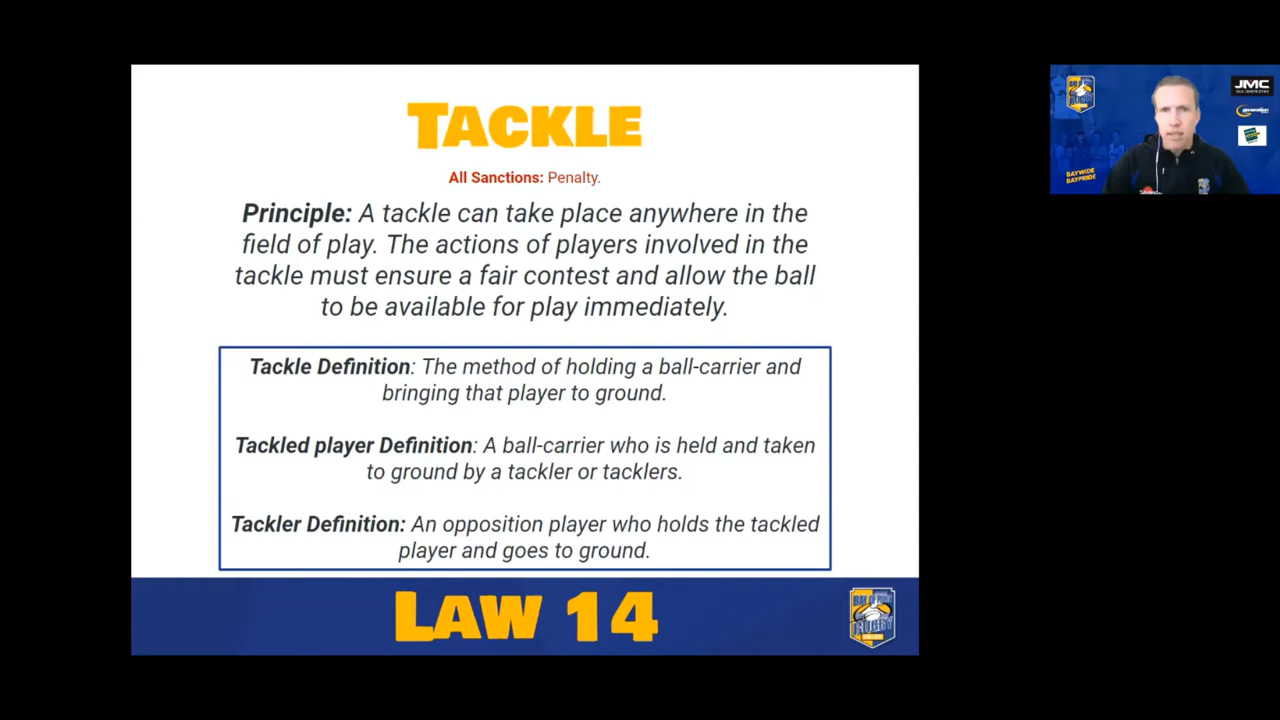 TACKLE
All Sanctions: Penalty.
Principle: A tackle can take place anywhere in the
field of play. The actions of players involved in the
tackle must ensure a fair contest and allow the ball
to be available for play immediately.
Tackle Definition: The method of holding a ball-carrier and
bringing that player to ground.
Tackled player Definition: A ball-carrier who is held and taken
to ground by a tackler or tacklers.
Tackler Definition: An opposition player who holds the tackled
player and goes to ground.
LAW 14
BAY OF PLENTY
RUGBY
JMC
BAYWIDE
BAYPRIDE